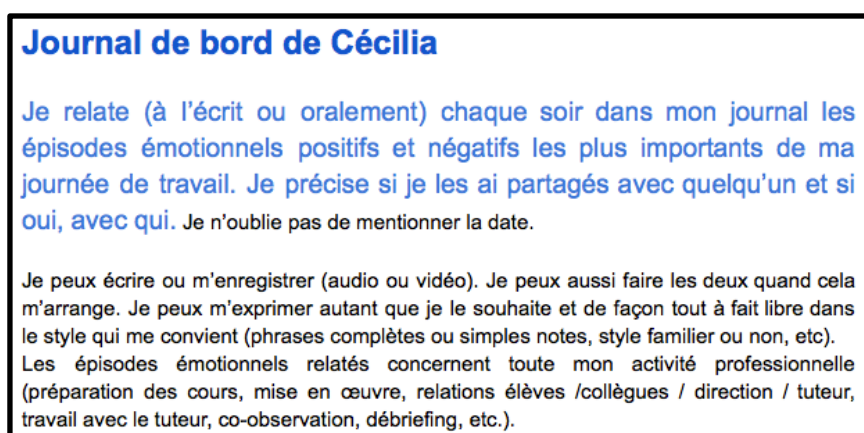 Journal de bord de Cécilia
Je relate (à l'écrit ou oralement) chaque soir dans mon journal les
épisodes émotionnels positifs et négatifs les plus importants de ma
journée de travail. Je précise si je les ai partagés avec quelqu'un et si
oui, avec qui. Je n'oublie pas de mentionner la date.
Je peux écrire ou m'enregistrer (audio ou vidéo). Je peux aussi faire les deux quand cela
m'arrange. Je peux m'exprimer autant que je le souhaite et de façon tout à fait libre dans
le style qui me convient (phrases complètes ou simples notes, style familier ou non, etc).
Les épisodes émotionnels relatés concernent toute mon activité professionnelle
(préparation des cours, mise en œuvre, relations élèves /collègues / direction / tuteur,
travail avec le tuteur, co-observation, débriefing, etc.).